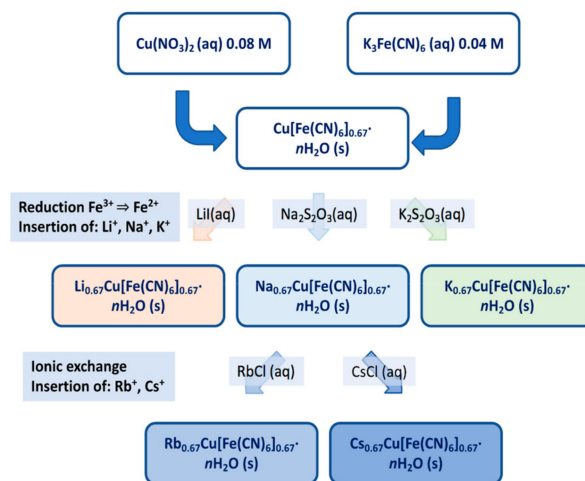 Cu(NO₃)₂ (aq) 0.08 M
K₃Fe(CN)₆ (aq) 0.04 M
Cu[Fe(CN)₆]₀.₆₇·
nH₂O (s)
Reduction Fe³⁺ ⇒ Fe²⁺
Insertion of: Li⁺, Na⁺, K⁺
LiI(aq)
Na₂S₂O₃(aq)
K₂S₂O₃(aq)
Li₀.₆₇Cu[Fe(CN)₆]₀.₆₇·
nH₂O (s)
Na₀.₆₇Cu[Fe(CN)₆]₀.₆₇·
nH₂O (s)
K₀.₆₇Cu[Fe(CN)₆]₀.₆₇·
nH₂O (s)
Ionic exchange
Insertion of: Rb⁺, Cs⁺
RbCl (aq)
CsCl (aq)
Rb₀.₆₇Cu[Fe(CN)₆]₀.₆₇·
nH₂O (s)
Cs₀.₆₇Cu[Fe(CN)₆]₀.₆₇·
nH₂O (s)